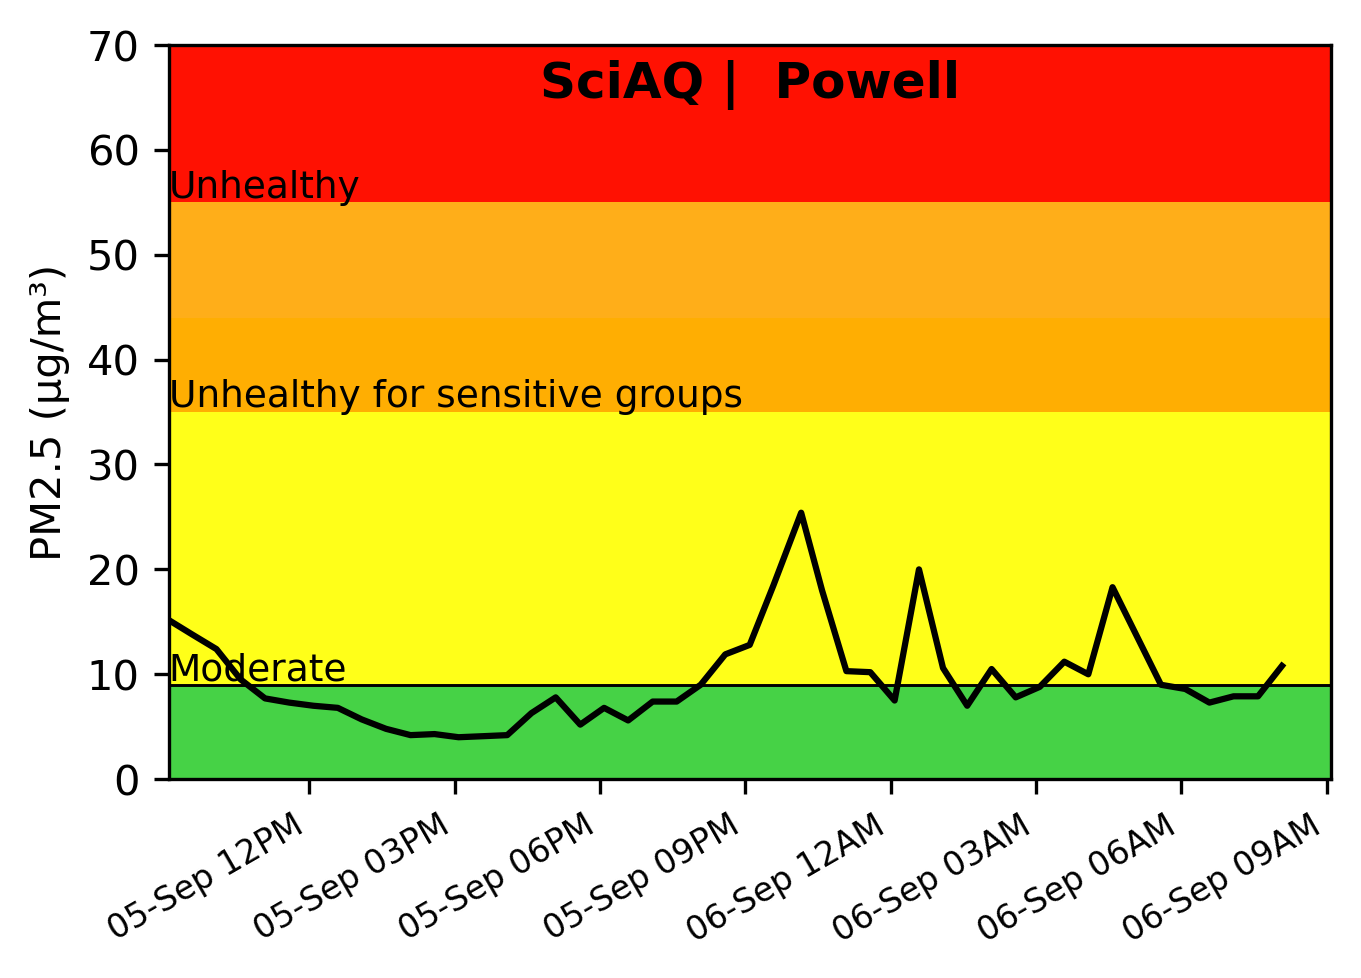 SciAQ |  Powell
PM2.5 (µg/m³)
70
60
50
40
30
20
10
0
Unhealthy
Unhealthy for sensitive groups
Moderate
05-Sep 12PM
05-Sep 03PM
05-Sep 06PM
05-Sep 09PM
06-Sep 12AM
06-Sep 03AM
06-Sep 06AM
06-Sep 09AM